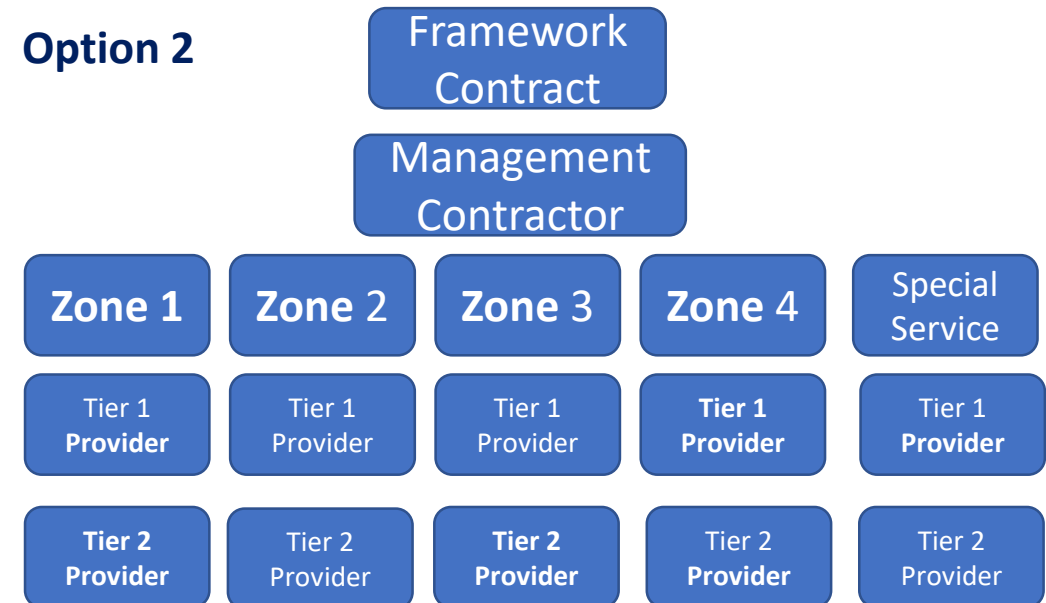 Option 2
Framework
Contract
Management
Contractor
Zone 1
Zone 2
Zone 3
Zone 4
Special
Service
Tier 1
Provider
Tier 1
Provider
Tier 1
Provider
Tier 1
Provider
Tier 1
Provider
Tier 2
Provider
Tier 2
Provider
Tier 2
Provider
Tier 2
Provider
Tier 2
Provider